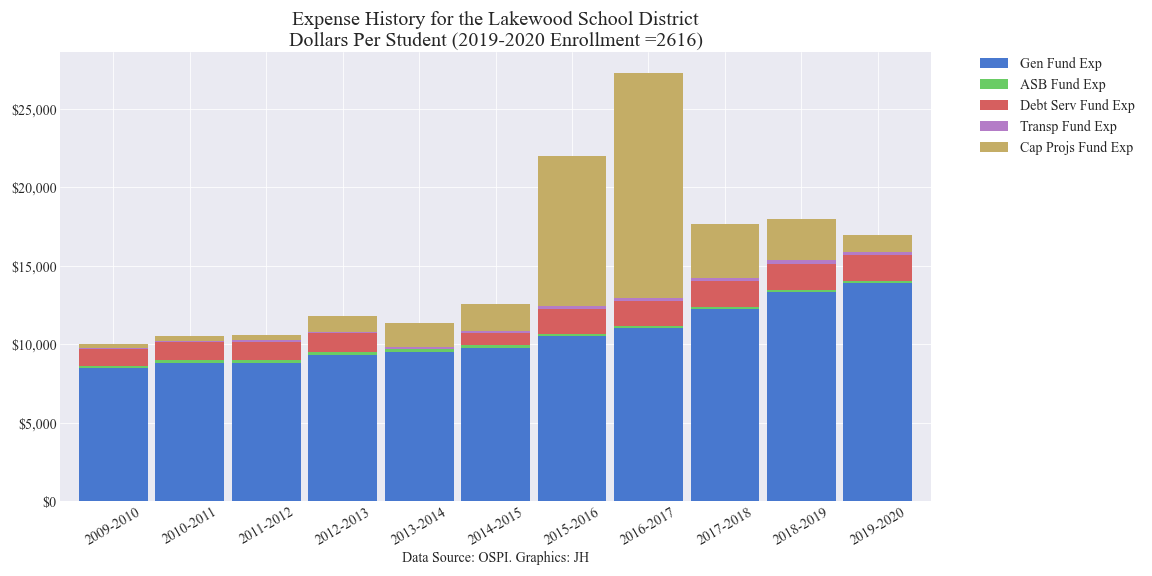 Expense History for the Lakewood School District
Dollars Per Student (2019-2020 Enrollment =2616)
Gen Fund Exp
ASB Fund Exp
Debt Serv Fund Exp
Transp Fund Exp
Cap Projs Fund Exp
$25,000
$20,000
$15,000
$10,000
$5,000
$0
2009-2010
2010-2011
2011-2012
2012-2013
2013-2014
2014-2015
2015-2016
2016-2017
2017-2018
2018-2019
2019-2020
Data Source: OSPI. Graphics: JH